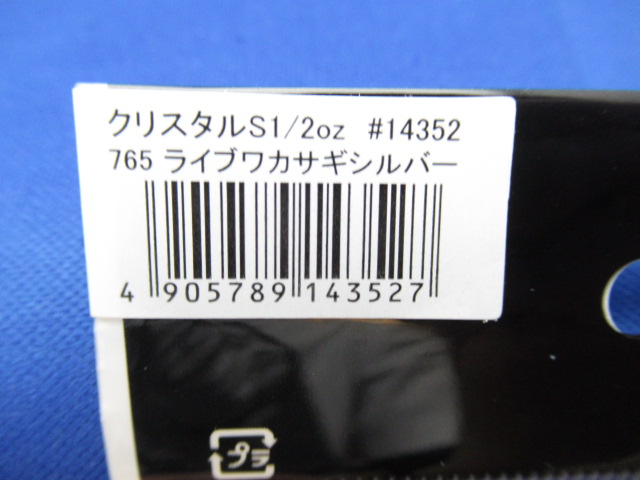 クリスタルS1/2oz #14352
765 ライブワカサギシルバー
4 905789 143527
プラ